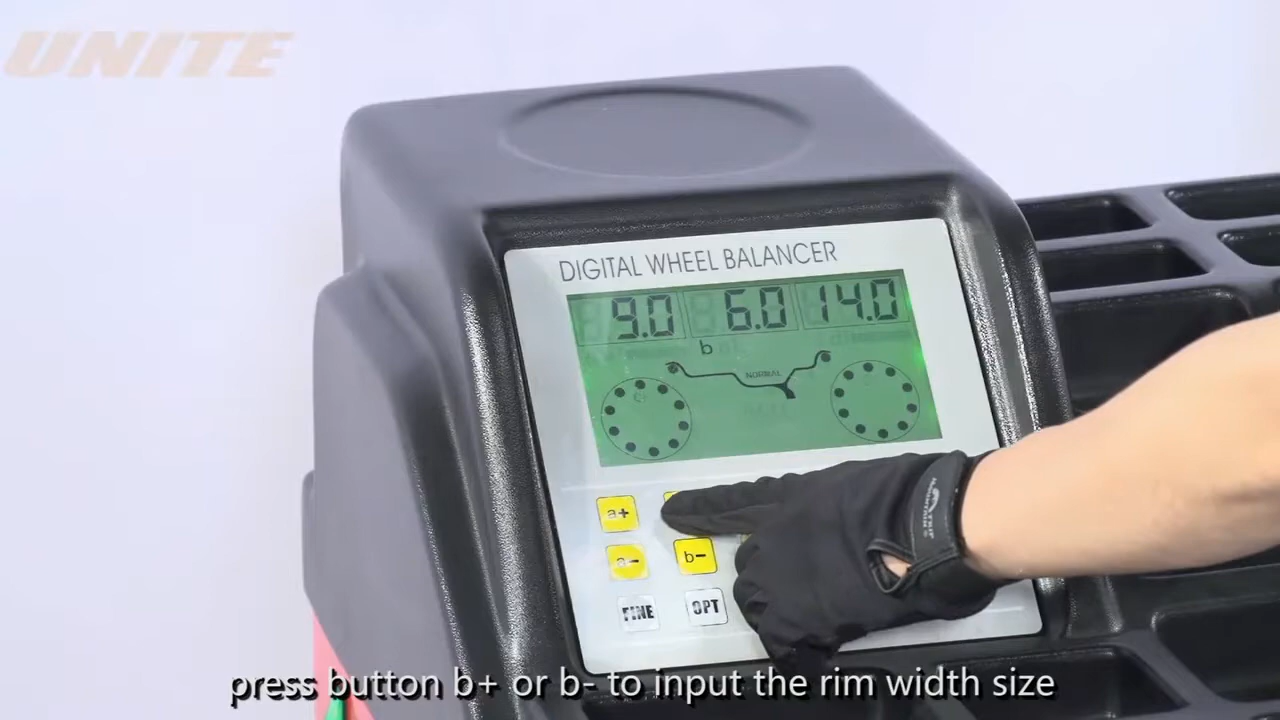 UNITE
DIGITAL WHEEL BALANCER
9.0 6.0 14.0
b
NORMAL
a+
a- b-
FINE OPT
press button b+ or b- to input the rim width size